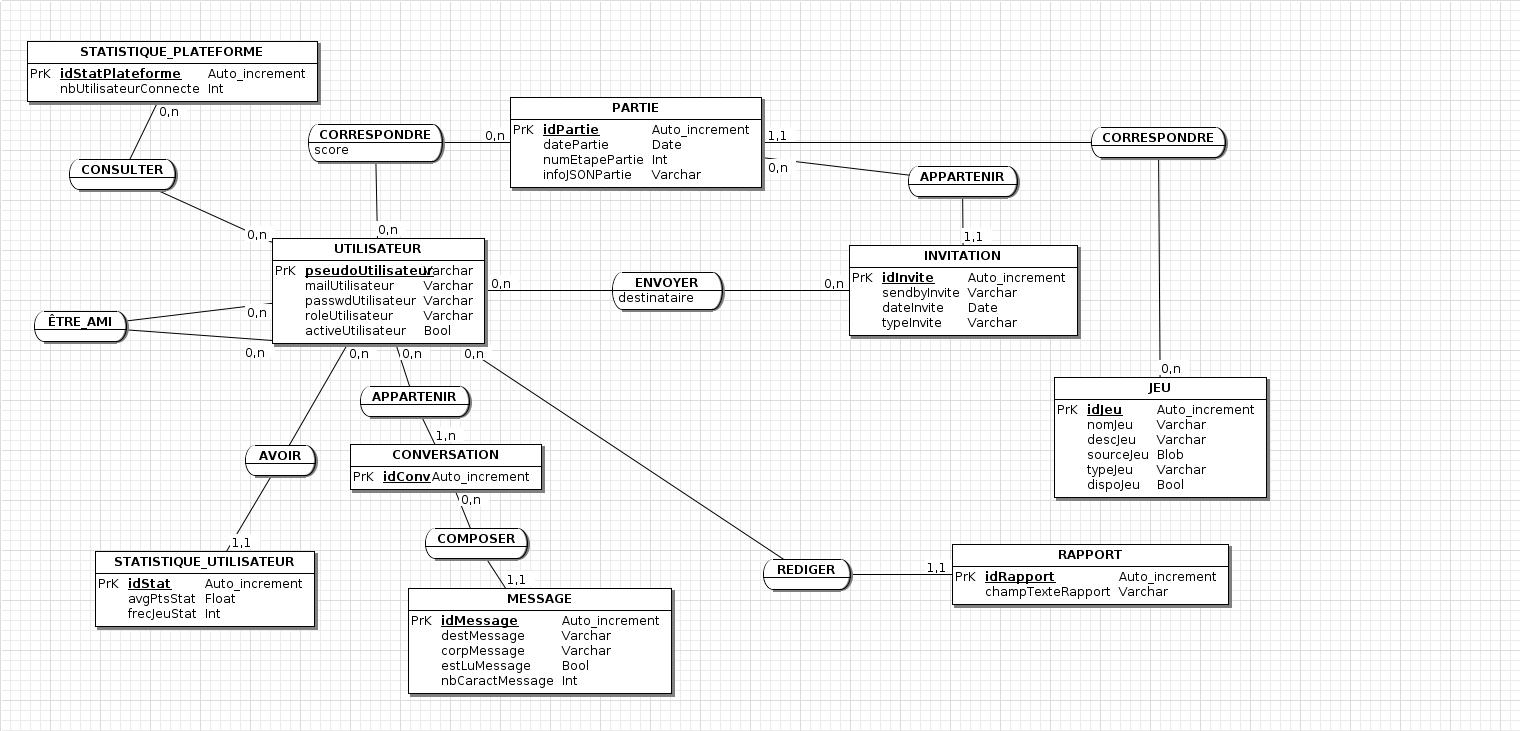 STATISTIQUE_PLATEFORME
PrK idStatPlateforme Auto_increment
nbUtilisateurConnecte Int
0,n
CONSULTER
0,n
CORRESPONDRE
score
0,n
0,n
PARTIE
PrK idPartie Auto_increment
datePartie Date
numEtapePartie Int
infoJSONPartie Varchar
1,1
0,n
CORRESPONDRE
APPARTENIR
1,1
UTILISATEUR
PrK pseudoUtilisateur Varchar
mailUtilisateur Varchar
passwdUtilisateur Varchar
roleUtilisateur Varchar
activeUtilisateur Bool
0,n
ENVOYER
destinataire
0,n
INVITATION
PrK idInvite Auto_increment
sendbyInvite Varchar
dateInvite Date
typeInvite Varchar
ÊTRE_AMI
0,n
0,n
0,n
0,n
0,n
0,n
JEU
PrK idJeu Auto_increment
nomJeu Varchar
descJeu Varchar
sourceJeu Blob
typeJeu Varchar
dispoJeu Bool
APPARTENIR
1,n
AVOIR
CONVERSATION
PrK idConv Auto_increment
0,n
COMPOSER
1,1
1,1
STATISTIQUE_UTILISATEUR
PrK idStat Auto_increment
avgPtsStat Float
frecJeuStat Int
MESSAGE
PrK idMessage Auto_increment
destMessage Varchar
corpMessage Varchar
estLuMessage Bool
nbCaractMessage Int
REDIGER
1,1
RAPPORT
PrK idRapport Auto_increment
champTexteRapport Varchar